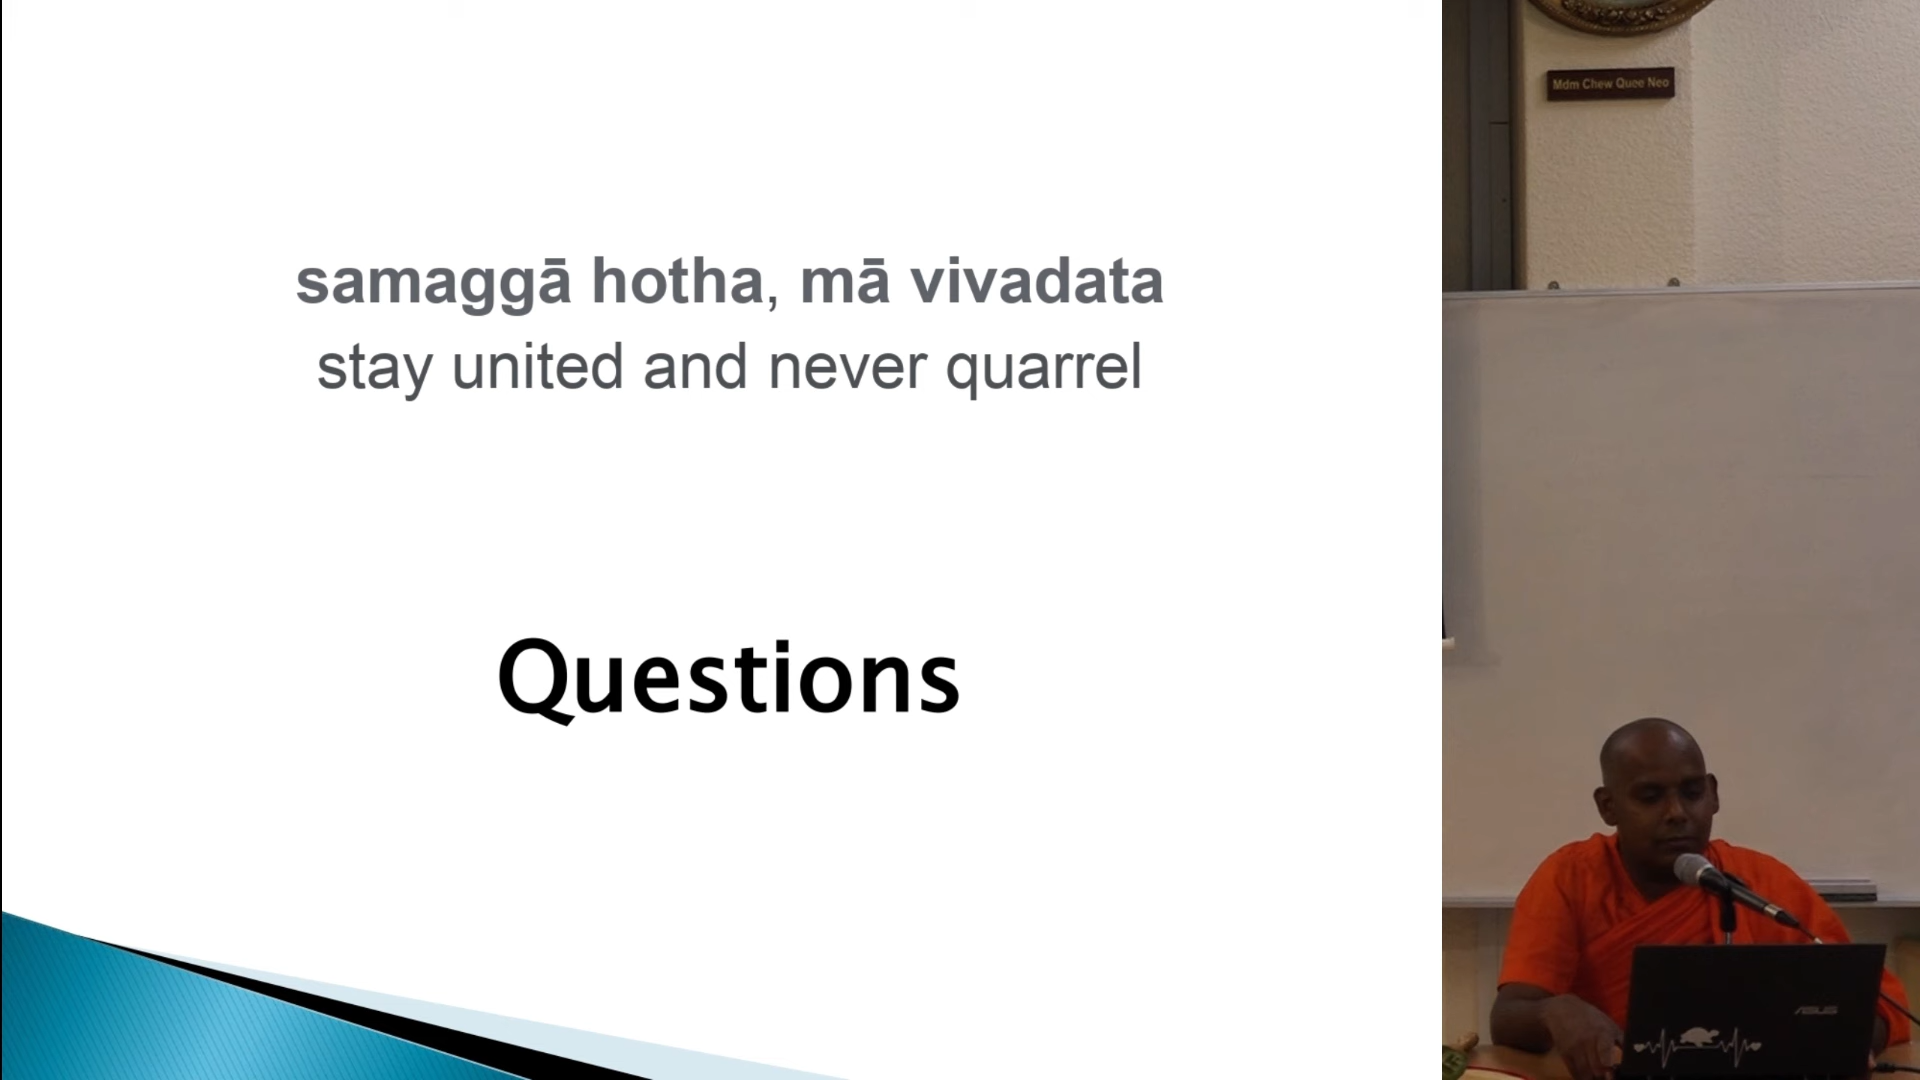 samaggā hotha, mā vivadata
stay united and never quarrel
Questions
Mdm Chew Quee Neo
ASUS